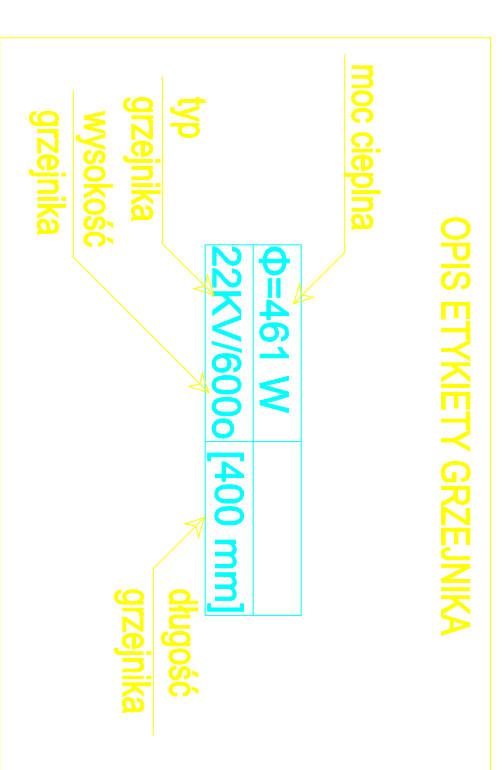 OPIS ETYKIETY GRZEJNIKA
moc cieplna
Φ=461 W
22KV/600o [400 mm]
typ
grzejnika
wysokość
grzejnika
długość
grzejnika